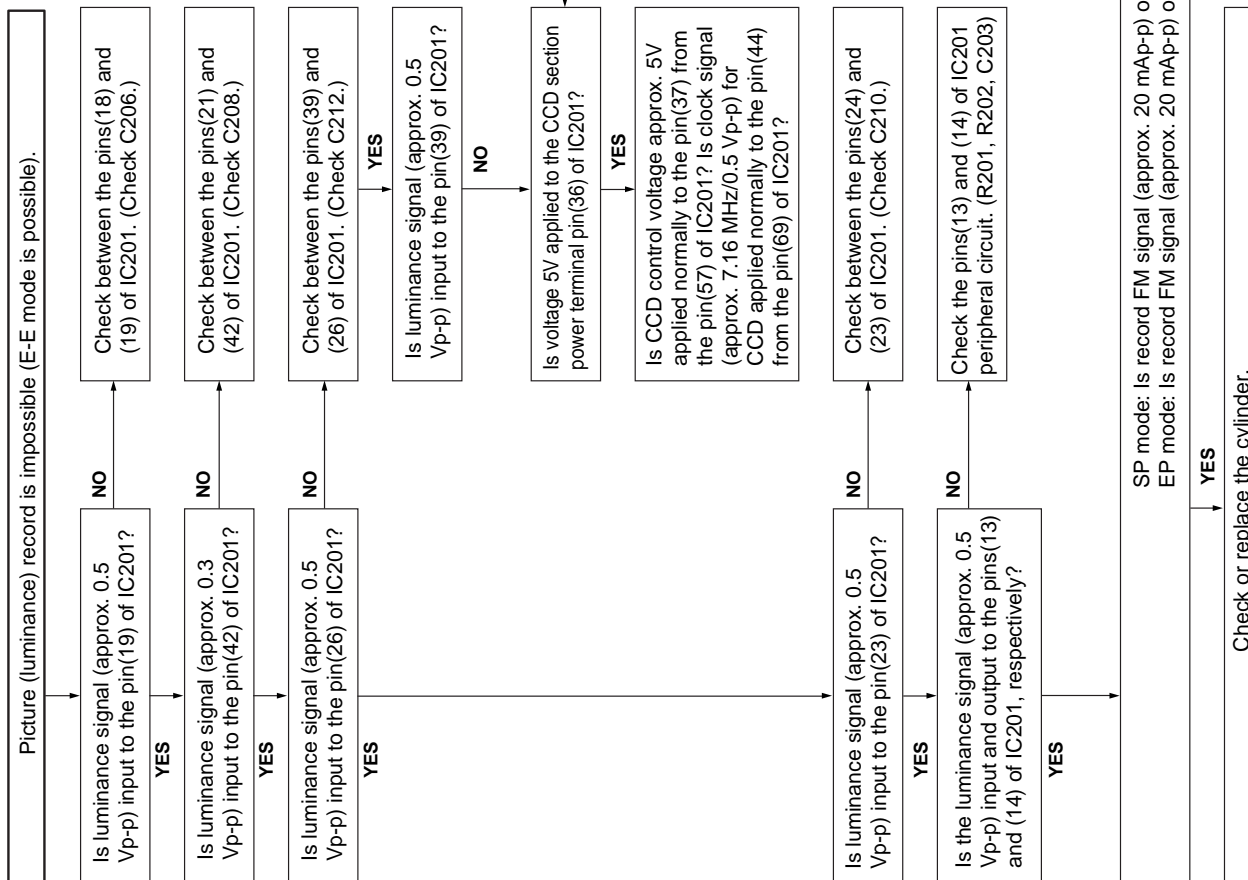 Picture (luminance) record is impossible (E-E mode is possible).
Is luminance signal (approx. 0.5
Vp-p) input to the pin(19) of IC201?
NO
Check between the pins(18) and
(19) of IC201. (Check C206.)
YES
Is luminance signal (approx. 0.3
Vp-p) input to the pin(42) of IC201?
NO
Check between the pins(21) and
(42) of IC201. (Check C208.)
YES
Is luminance signal (approx. 0.5
Vp-p) input to the pin(26) of IC201?
NO
Check between the pins(39) and
(26) of IC201. (Check C212.)
YES
YES
Is luminance signal (approx. 0.5
Vp-p) input to the pin(39) of IC201?
NO
Is voltage 5V applied to the CCD section
power terminal pin(36) of IC201?
YES
Is CCD control voltage approx. 5V
applied normally to the pin(37) from
the pin(57) of IC201? Is clock signal
(approx. 7.16 MHz/0.5 Vp-p) for
CCD applied normally to the pin(44)
from the pin(69) of IC201?
Is luminance signal (approx. 0.5
Vp-p) input to the pin(23) of IC201?
NO
Check between the pins(24) and
(23) of IC201. (Check C210.)
YES
Is the luminance signal (approx. 0.5
Vp-p) input and output to the pins(13)
and (14) of IC201, respectively?
NO
Check the pins(13) and (14) of IC201
peripheral circuit. (R201, R202, C203)
YES
SP mode: Is record FM signal (approx. 20 mAp-p) o
EP mode: Is record FM signal (approx. 20 mAp-p) o
YES
Check or replace the cylinder.